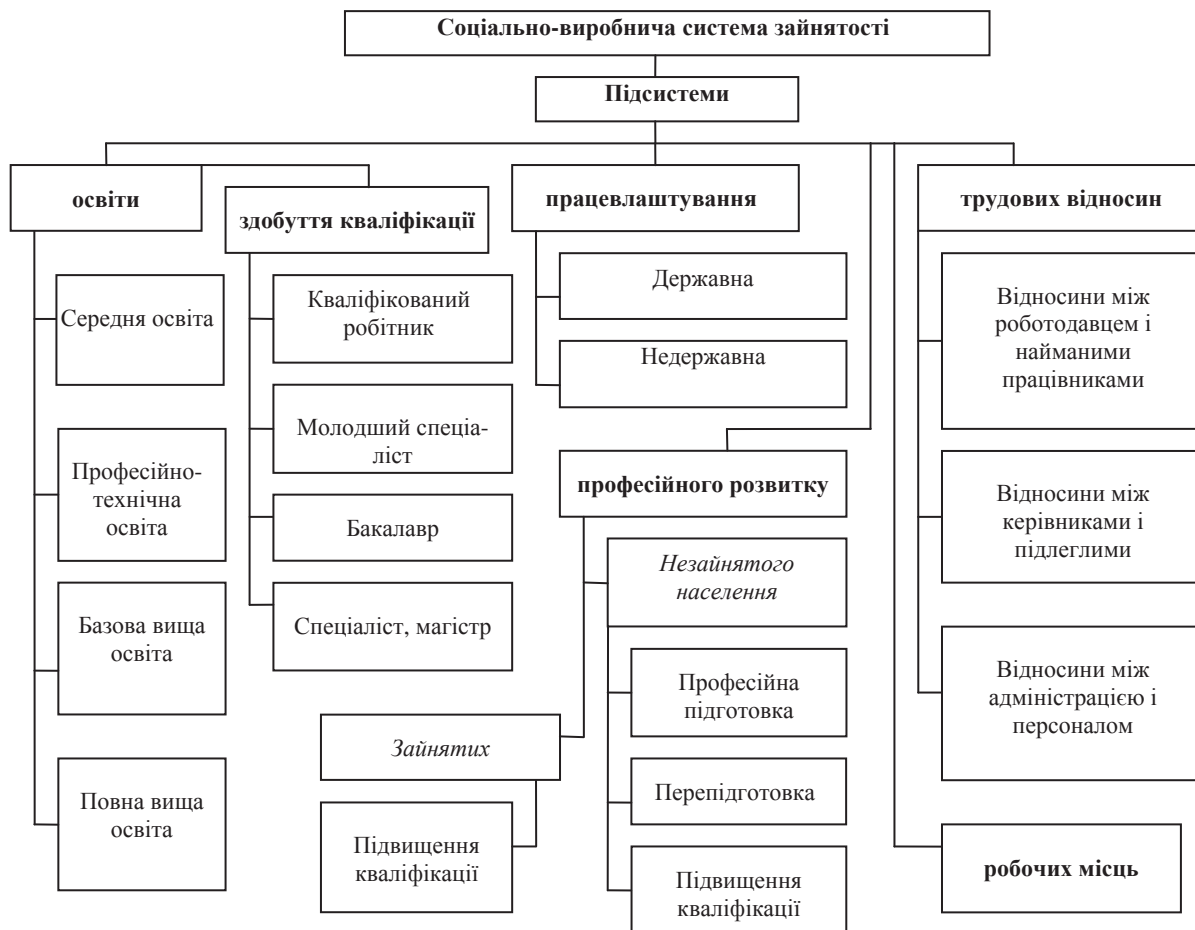 Соціально-виробнича система зайнятості
Підсистеми
освіти
Середня освіта
Професійно-
технічна
освіта
Базова вища
освіта
Повна вища
освіта
здобуття кваліфікації
Кваліфікований
робітник
Молодший спеціа-
ліст
Бакалавр
Спеціаліст, магістр
працевлаштування
Державна
Недержавна
професійного розвитку
Незайнятого
населення
Професійна
підготовка
Перепідготовка
Підвищення
кваліфікації
Зайнятих
Підвищення
кваліфікації
трудових відносин
Відносини між
роботодавцем і
найманими
працівниками
Відносини між
керівниками і
підлеглими
Відносини між
адміністрацією і
персоналом
робочих місць